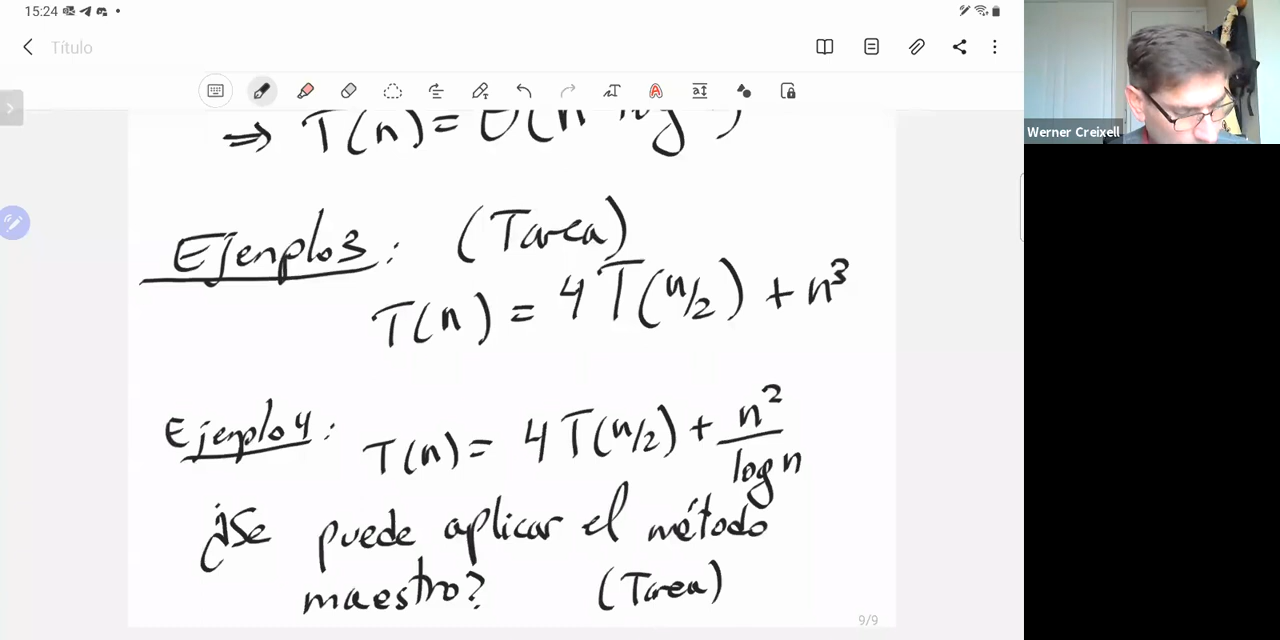 15:24
Título
⇒ T(n) = Θ(n log
Ejemplo 3: (Tarea)
T(n) = 4T(n/2) + n³
Ejemplo 4: T(n) = 4T(n/2) + n²/log n
¿Se puede aplicar el método
maestro? (Tarea)
9/9
Werner Creixell